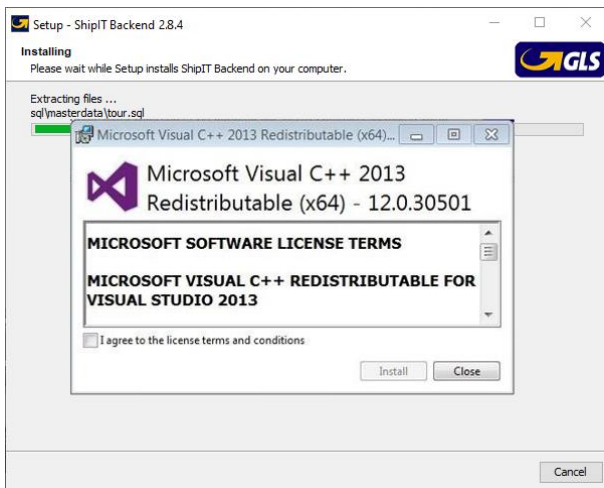 Setup - ShipIT Backend 2.8.4
Installing
Please wait while Setup installs ShipIT Backend on your computer.
GLS
Extracting files ...
sql\masterdata\tour.sql
Microsoft Visual C++ 2013 Redistributable (x64)...
Microsoft Visual C++ 2013
Redistributable (x64) - 12.0.30501
MICROSOFT SOFTWARE LICENSE TERMS
MICROSOFT VISUAL C++ REDISTRIBUTABLE FOR
VISUAL STUDIO 2013
I agree to the license terms and conditions
Install
Close
Cancel